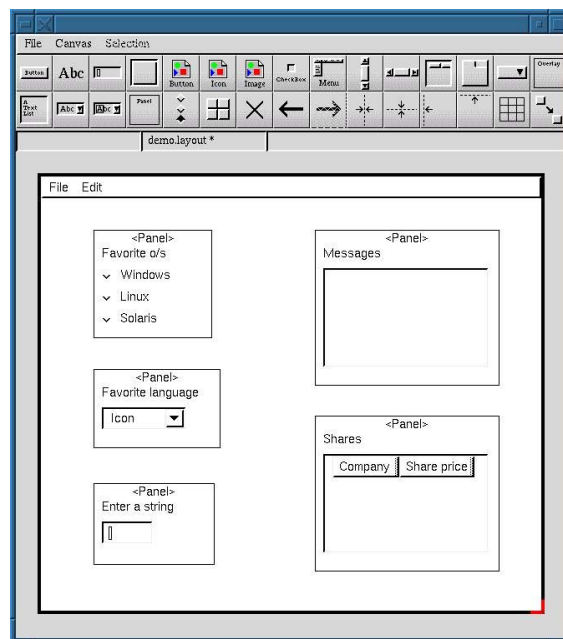 File Canvas Selection
Button Abc Button Icon Image CheckBox Menu Overlay
A Text List Abc Abc Panel
demo.layout *
File Edit
<Panel>
Favorite o/s
Windows
Linux
Solaris
<Panel>
Favorite language
Icon
<Panel>
Enter a string
<Panel>
Messages
<Panel>
Shares
Company Share price